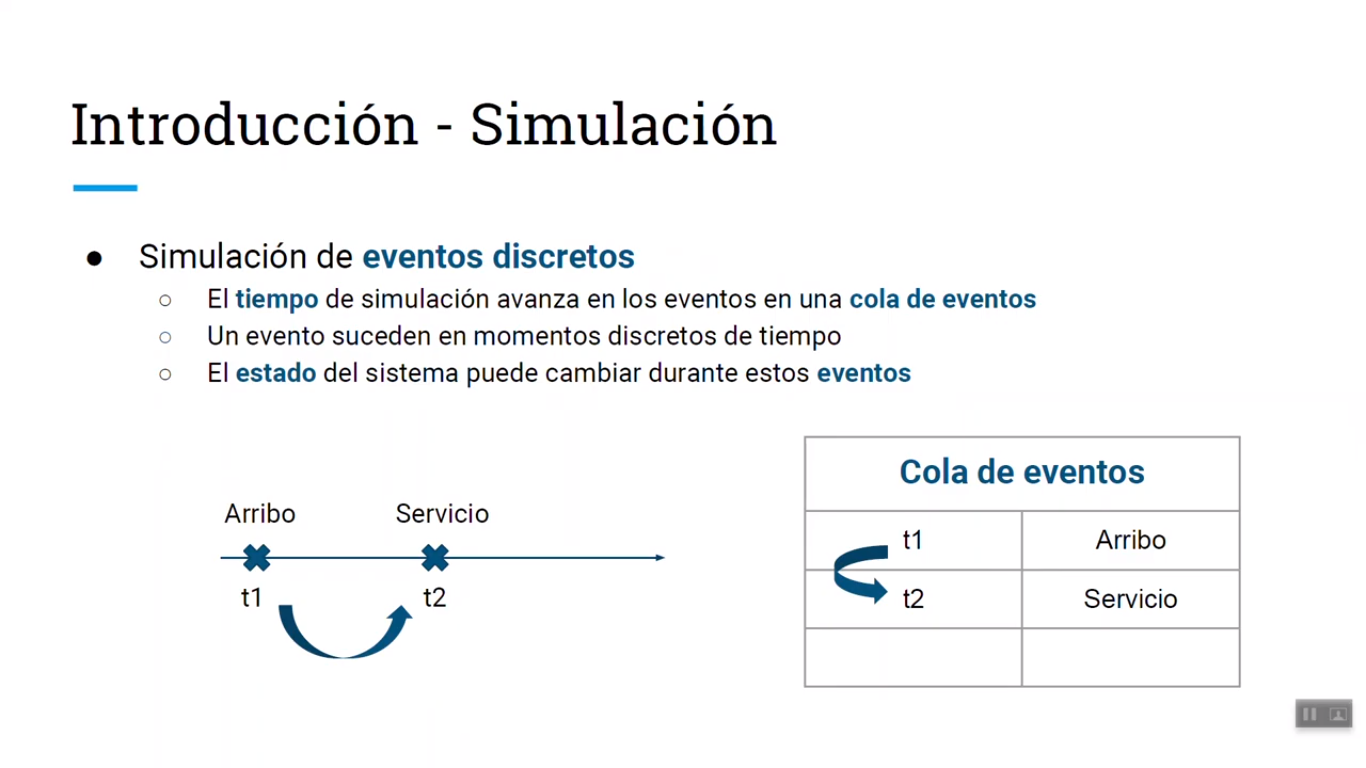 Introducción - Simulación
● Simulación de eventos discretos
○ El tiempo de simulación avanza en los eventos en una cola de eventos
○ Un evento suceden en momentos discretos de tiempo
○ El estado del sistema puede cambiar durante estos eventos
Arribo Servicio
t1 t2
Cola de eventos
t1 Arribo
t2 Servicio